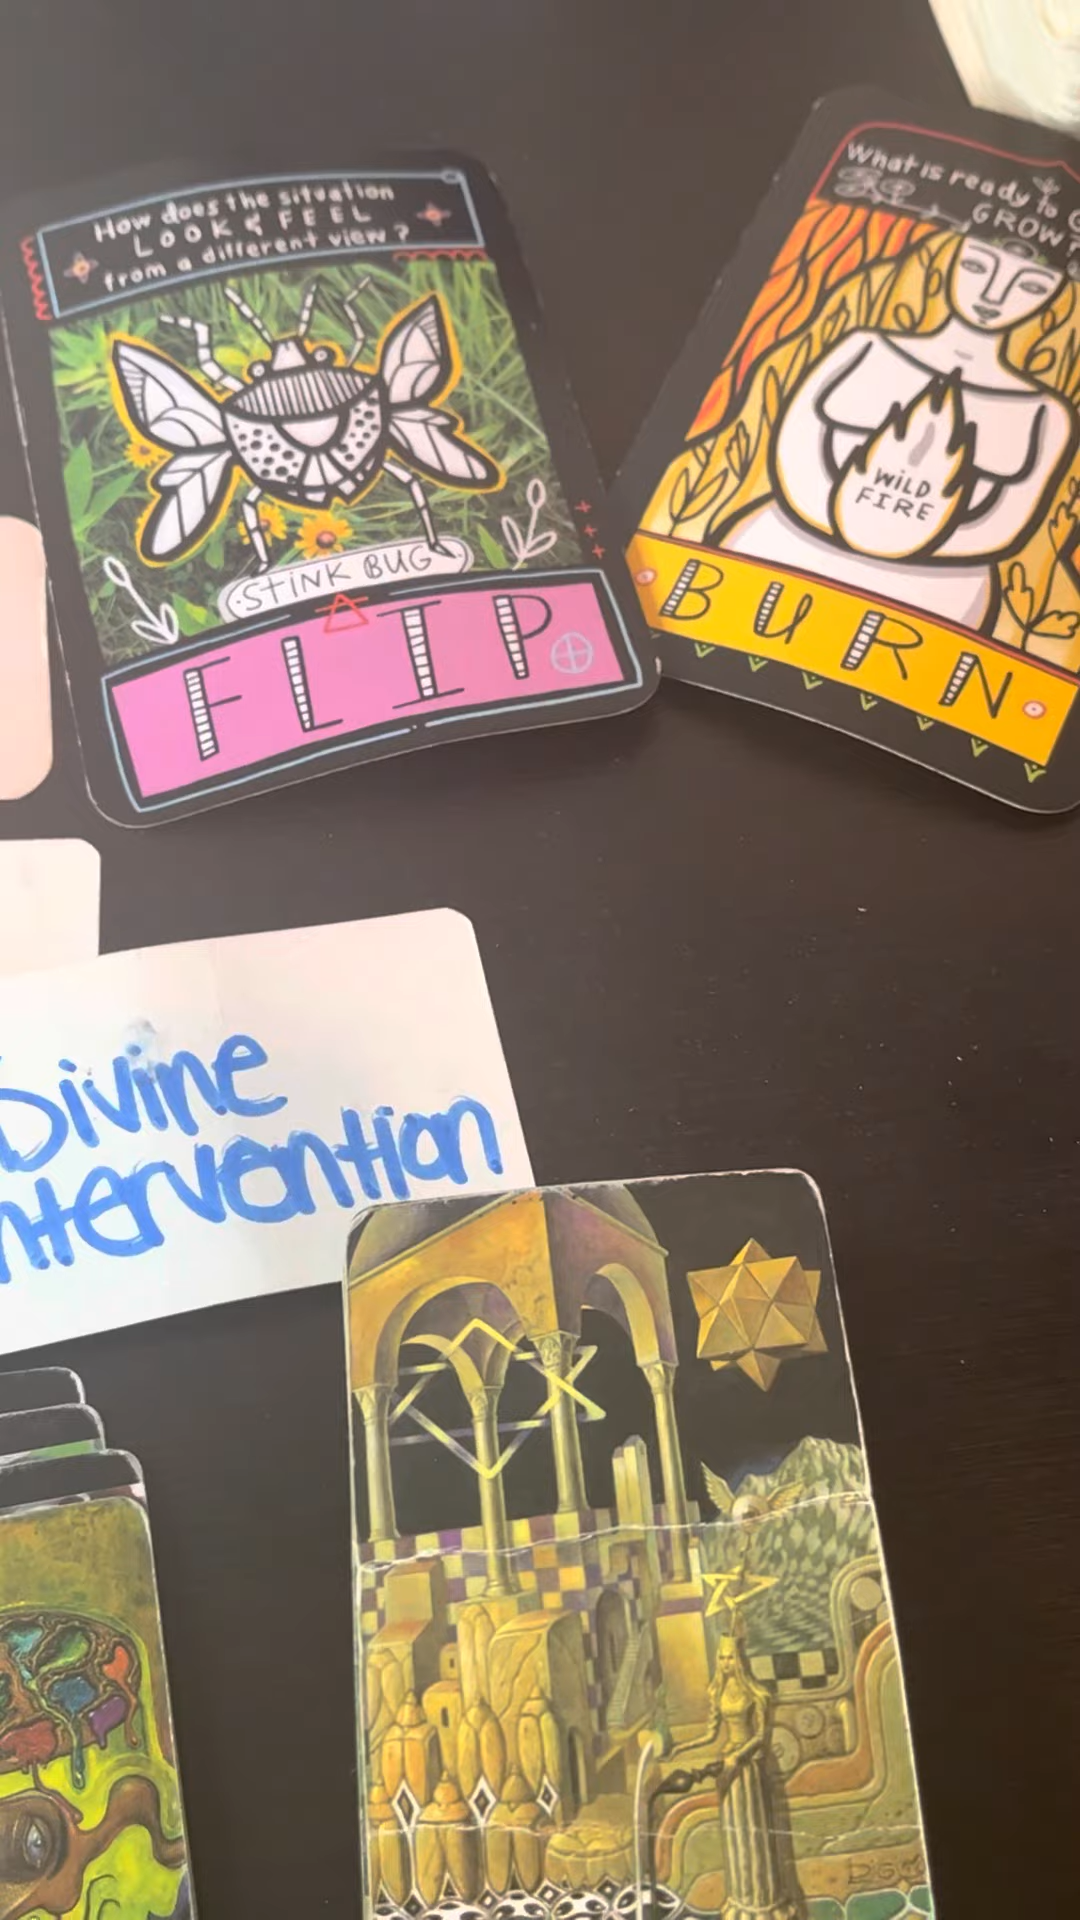 How does the situation
LOOK & FEEL
from a different view?
STINK BUG
FLIP
What is ready to
GROW?
WiLD
FIRE
BURN
Divine
ntervention